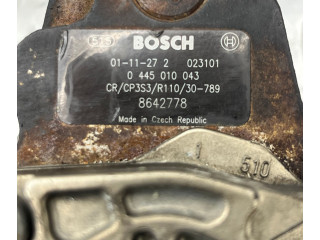 BOSCH
01-11-27 2 023101
0 445 010 043
CR/CP3S3/R110/30-789
8642778
Made in Czech Republic
1 510